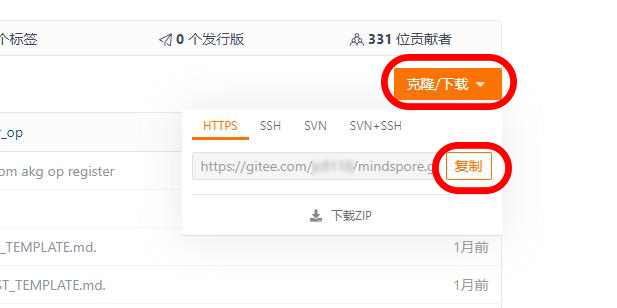 个标签
0 个发行版
331 位贡献者
克隆/下载
_op
HTTPS SSH SVN SVN+SSH
om akg op register
https://gitee.com/ /mindspore.g 复制
下载ZIP
_TEMPLATE.md. 1月前
ST_TEMPLATE.md. 1月前